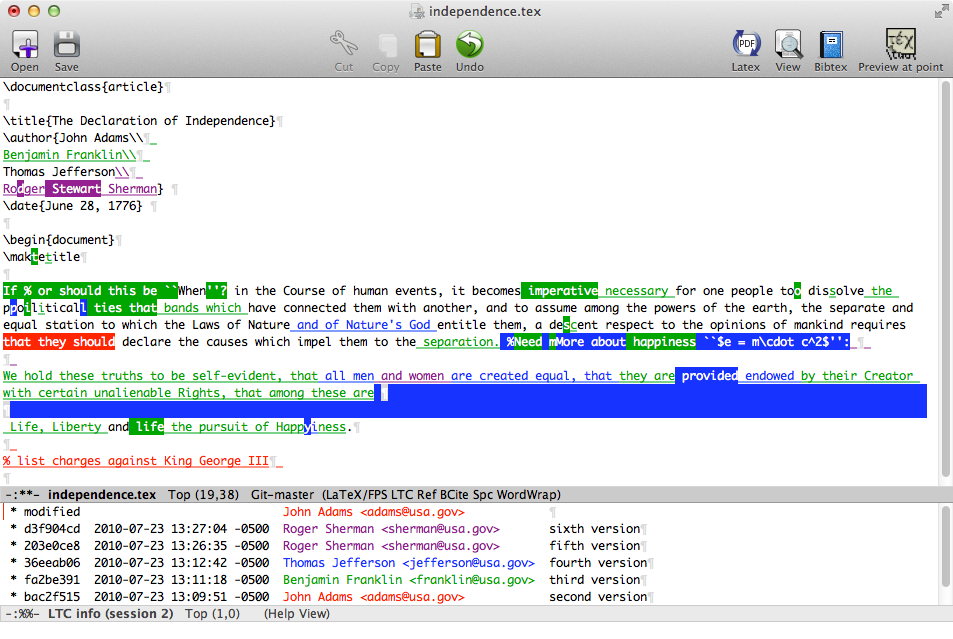 independence.tex
Open Save Cut Copy Paste Undo Latex View Bibtex Preview at point
PDF
\documentclass{article}¶
¶
\title{The Declaration of Independence}¶
\author{John Adams\\¶
Benjamin Franklin\\¶
Thomas Jefferson\\¶
Rodger Stewart Sherman} ¶
\date{June 28, 1776} ¶
¶
\begin{document}¶
\maktetitle¶
¶
If % or should this be ``When''? in the Course of human events, it becomes imperative necessary for one people too dissolve the
ppoiliticall ties that bands which have connected them with another, and to assume among the powers of the earth, the separate and
equal station to which the Laws of Nature and of Nature's God entitle them, a descent respect to the opinions of mankind requires
that they should declare the causes which impel them to the separation. %Need mMore about happiness ``$e = m\cdot c^2$'': ¶
¶
We hold these truths to be self-evident, that all men and women are created equal, that they are provided endowed by their Creator
with certain unalienable Rights, that among these are ¶
¶
Life, Liberty and life the pursuit of Happyiness.¶
¶
% list charges against King George III¶
¶
-:**- independence.tex Top (19,38) Git-master (LaTeX/FPS LTC Ref BCite Spc WordWrap)
* modified John Adams <adams@usa.gov> ¶
* d3f904cd 2010-07-23 13:27:04 -0500 Roger Sherman <sherman@usa.gov> sixth version¶
* 203e0ce8 2010-07-23 13:26:35 -0500 Roger Sherman <sherman@usa.gov> fifth version¶
* 36eeab06 2010-07-23 13:12:42 -0500 Thomas Jefferson <jefferson@usa.gov> fourth version¶
* fa2be391 2010-07-23 13:11:18 -0500 Benjamin Franklin <franklin@usa.gov> third version¶
* bac2f515 2010-07-23 13:09:51 -0500 John Adams <adams@usa.gov> second version¶
-:%%- LTC info (session 2) Top (1,0) (Help View)